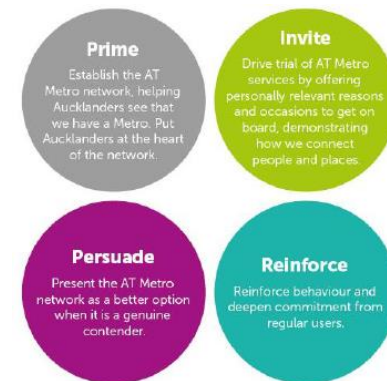 Prime
Establish the AT
Metro network, helping
Aucklanders see that
we have a Metro. Put
Aucklanders at the heart
of the network.
Invite
Drive trial of AT Metro
services by offering
personally relevant reasons
and occasions to get on
board, demonstrating
how we connect
people and places.
Persuade
Present the AT Metro
network as a better option
when it is a genuine
contender.
Reinforce
Reinforce behaviour and
deepen commitment from
regular users.